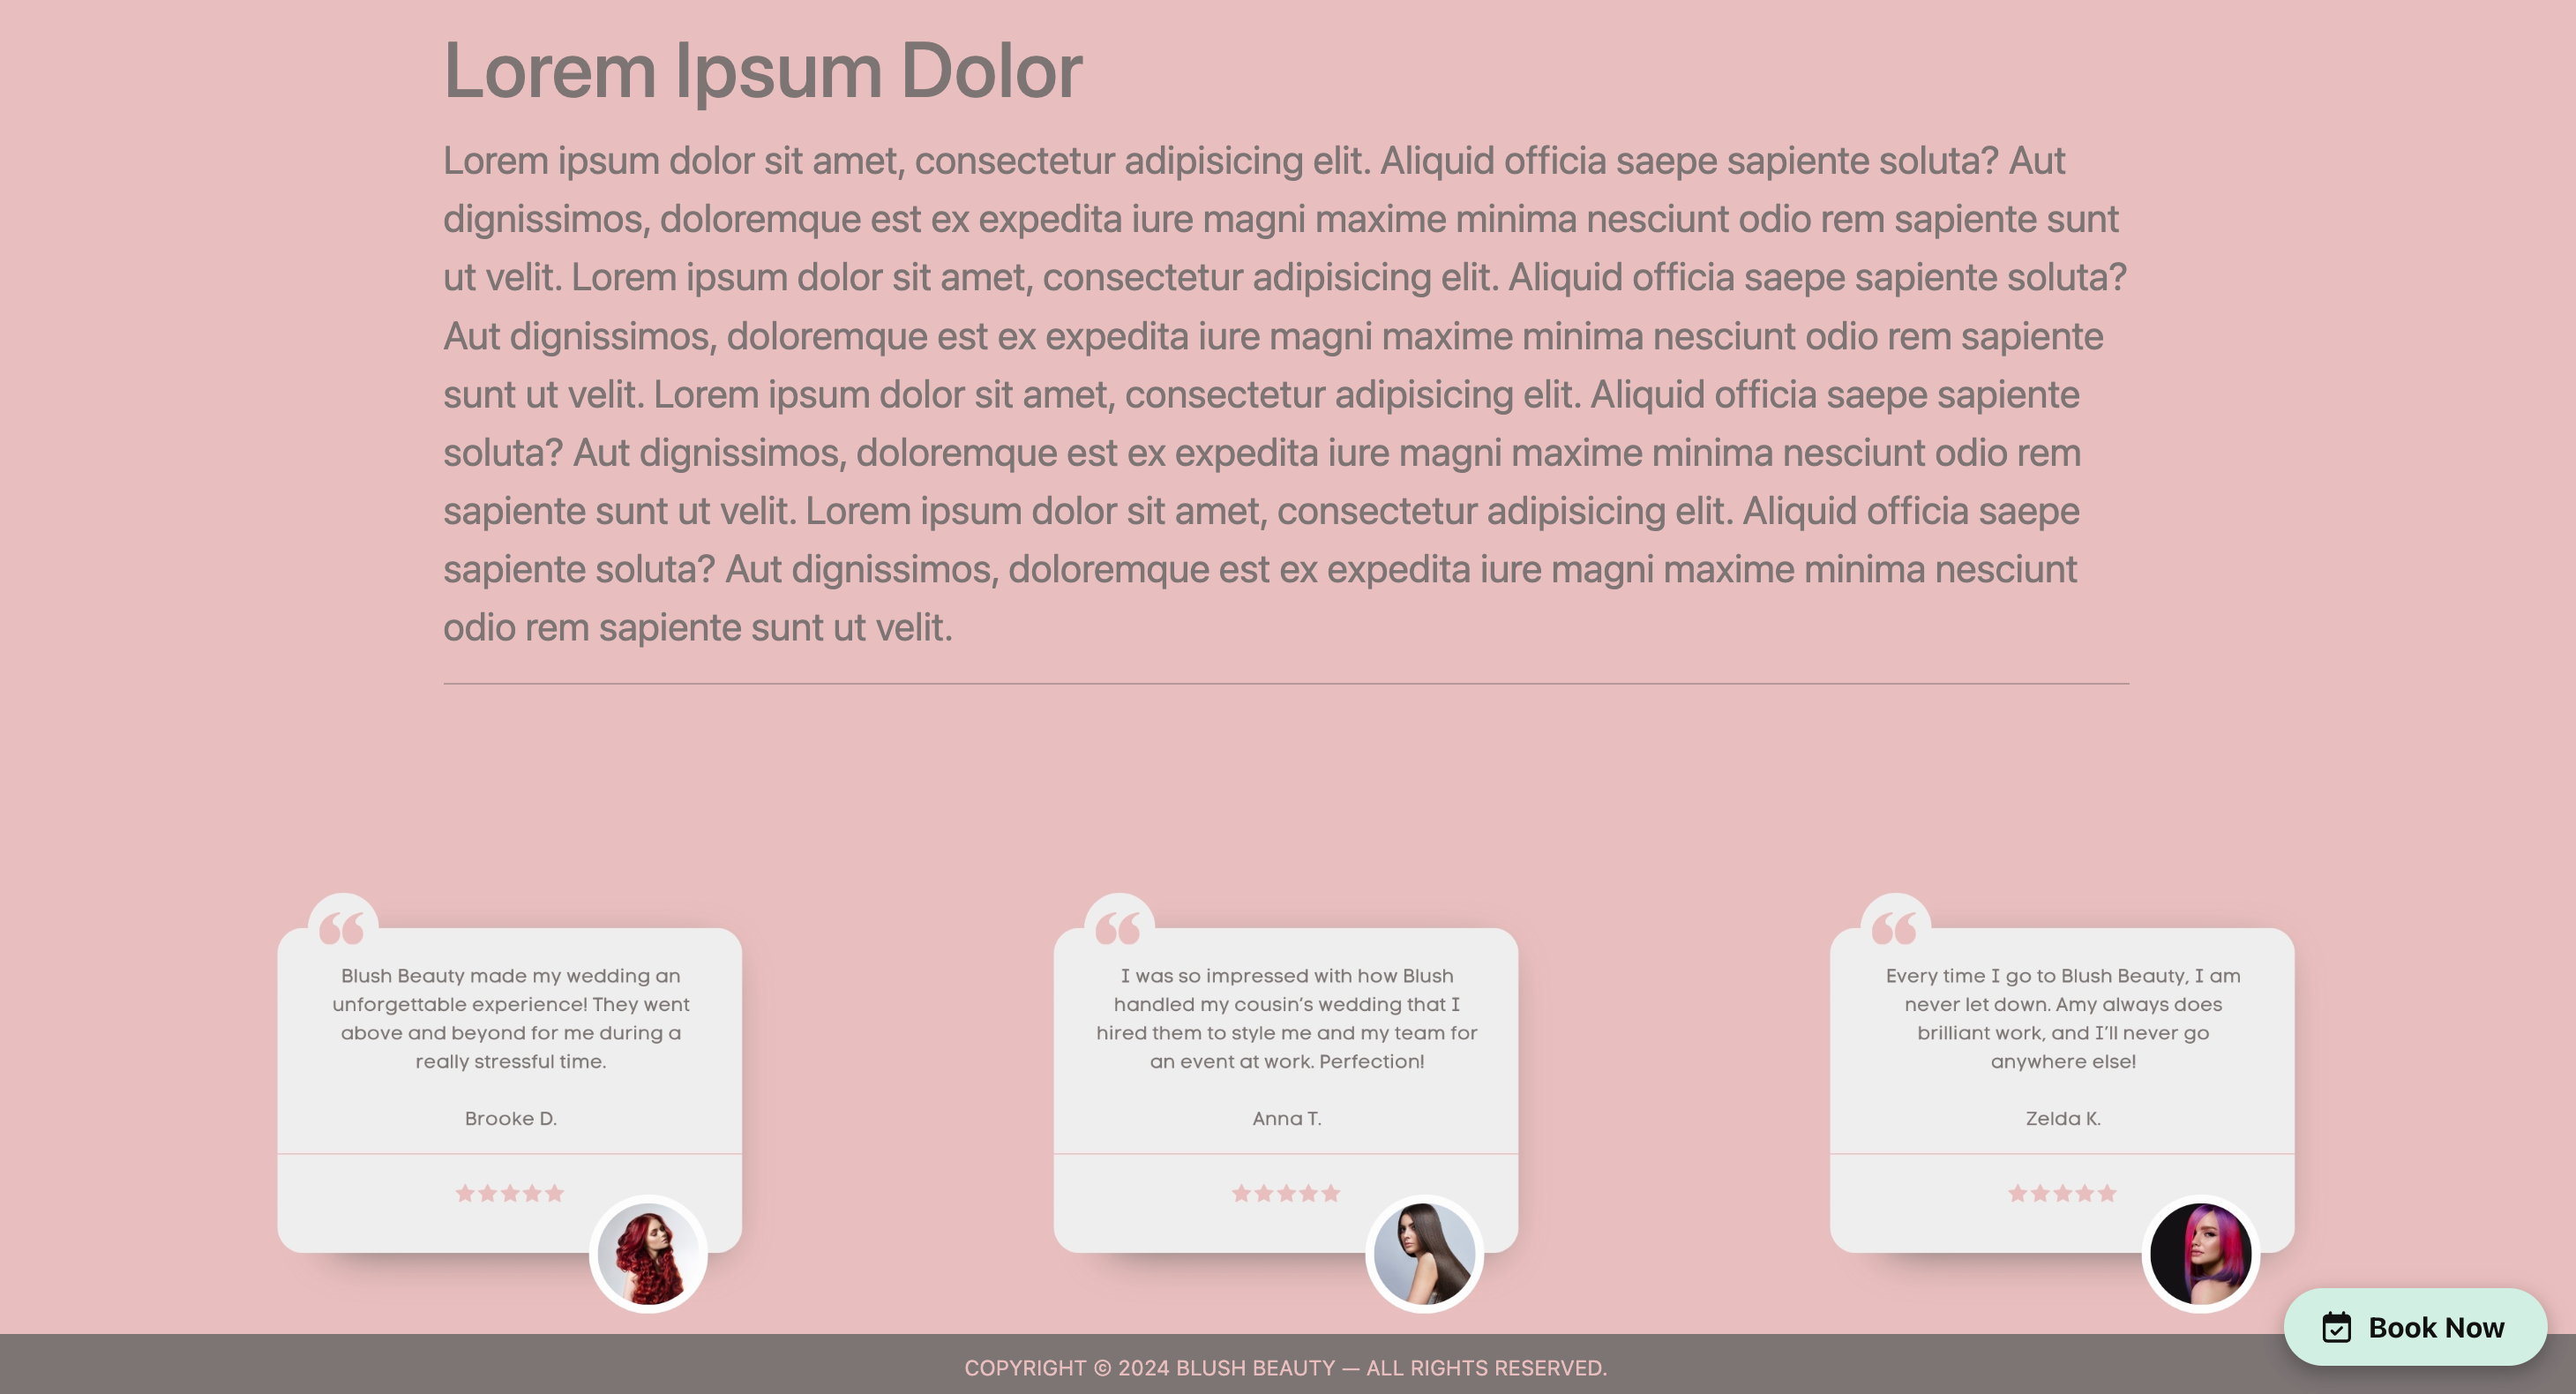 Lorem Ipsum Dolor
Lorem ipsum dolor sit amet, consectetur adipisicing elit. Aliquid officia saepe sapiente soluta? Aut
dignissimos, doloremque est ex expedita iure magni maxime minima nesciunt odio rem sapiente sunt
ut velit. Lorem ipsum dolor sit amet, consectetur adipisicing elit. Aliquid officia saepe sapiente soluta?
Aut dignissimos, doloremque est ex expedita iure magni maxime minima nesciunt odio rem sapiente
sunt ut velit. Lorem ipsum dolor sit amet, consectetur adipisicing elit. Aliquid officia saepe sapiente
soluta? Aut dignissimos, doloremque est ex expedita iure magni maxime minima nesciunt odio rem
sapiente sunt ut velit. Lorem ipsum dolor sit amet, consectetur adipisicing elit. Aliquid officia saepe
sapiente soluta? Aut dignissimos, doloremque est ex expedita iure magni maxime minima nesciunt
odio rem sapiente sunt ut velit.
“
Blush Beauty made my wedding an
unforgettable experience! They went
above and beyond for me during a
really stressful time.
Brooke D.
“
I was so impressed with how Blush
handled my cousin’s wedding that I
hired them to style me and my team for
an event at work. Perfection!
Anna T.
“
Every time I go to Blush Beauty, I am
never let down. Amy always does
brilliant work, and I’ll never go
anywhere else!
Zelda K.
Book Now
COPYRIGHT © 2024 BLUSH BEAUTY — ALL RIGHTS RESERVED.